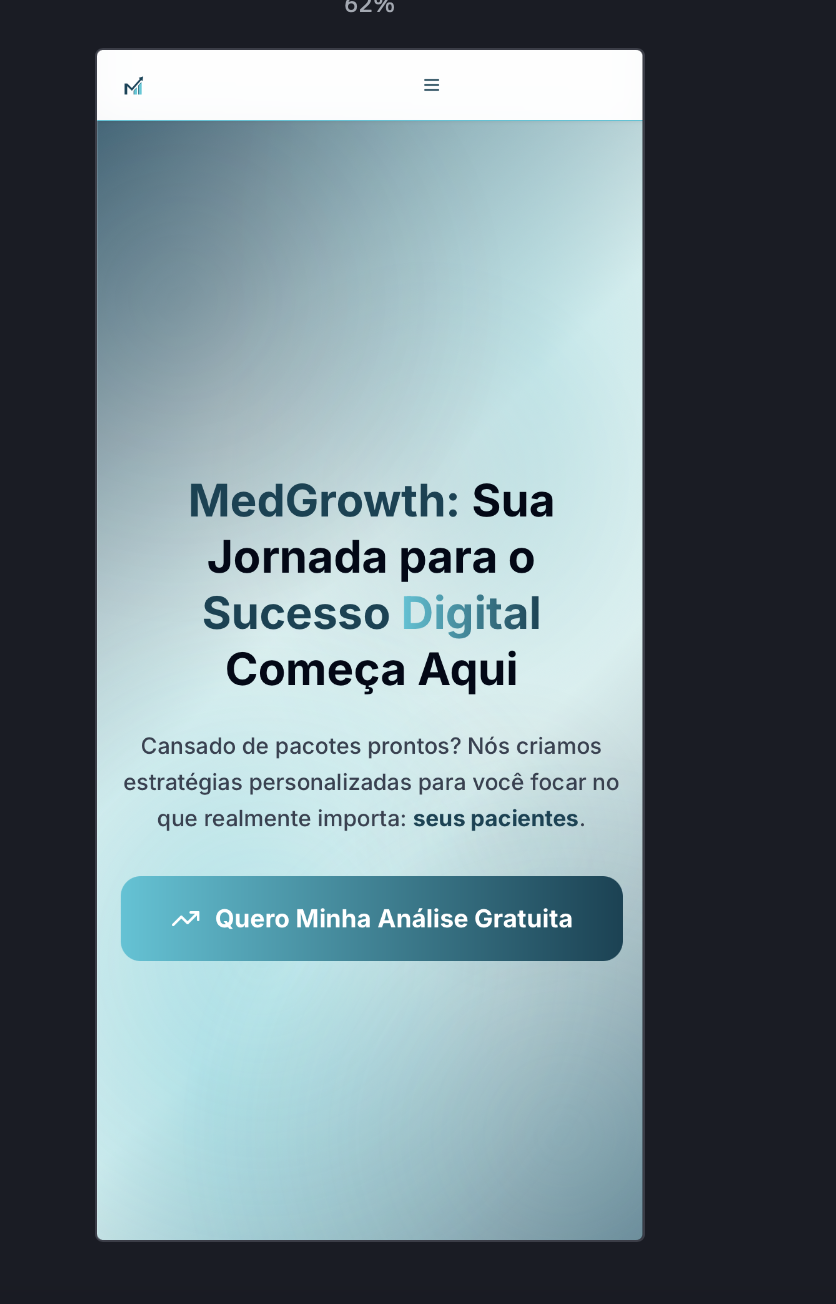 62%
MedGrowth: Sua
Jornada para o
Sucesso Digital
Começa Aqui
Cansado de pacotes prontos? Nós criamos
estratégias personalizadas para você focar no
que realmente importa: seus pacientes.
Quero Minha Análise Gratuita